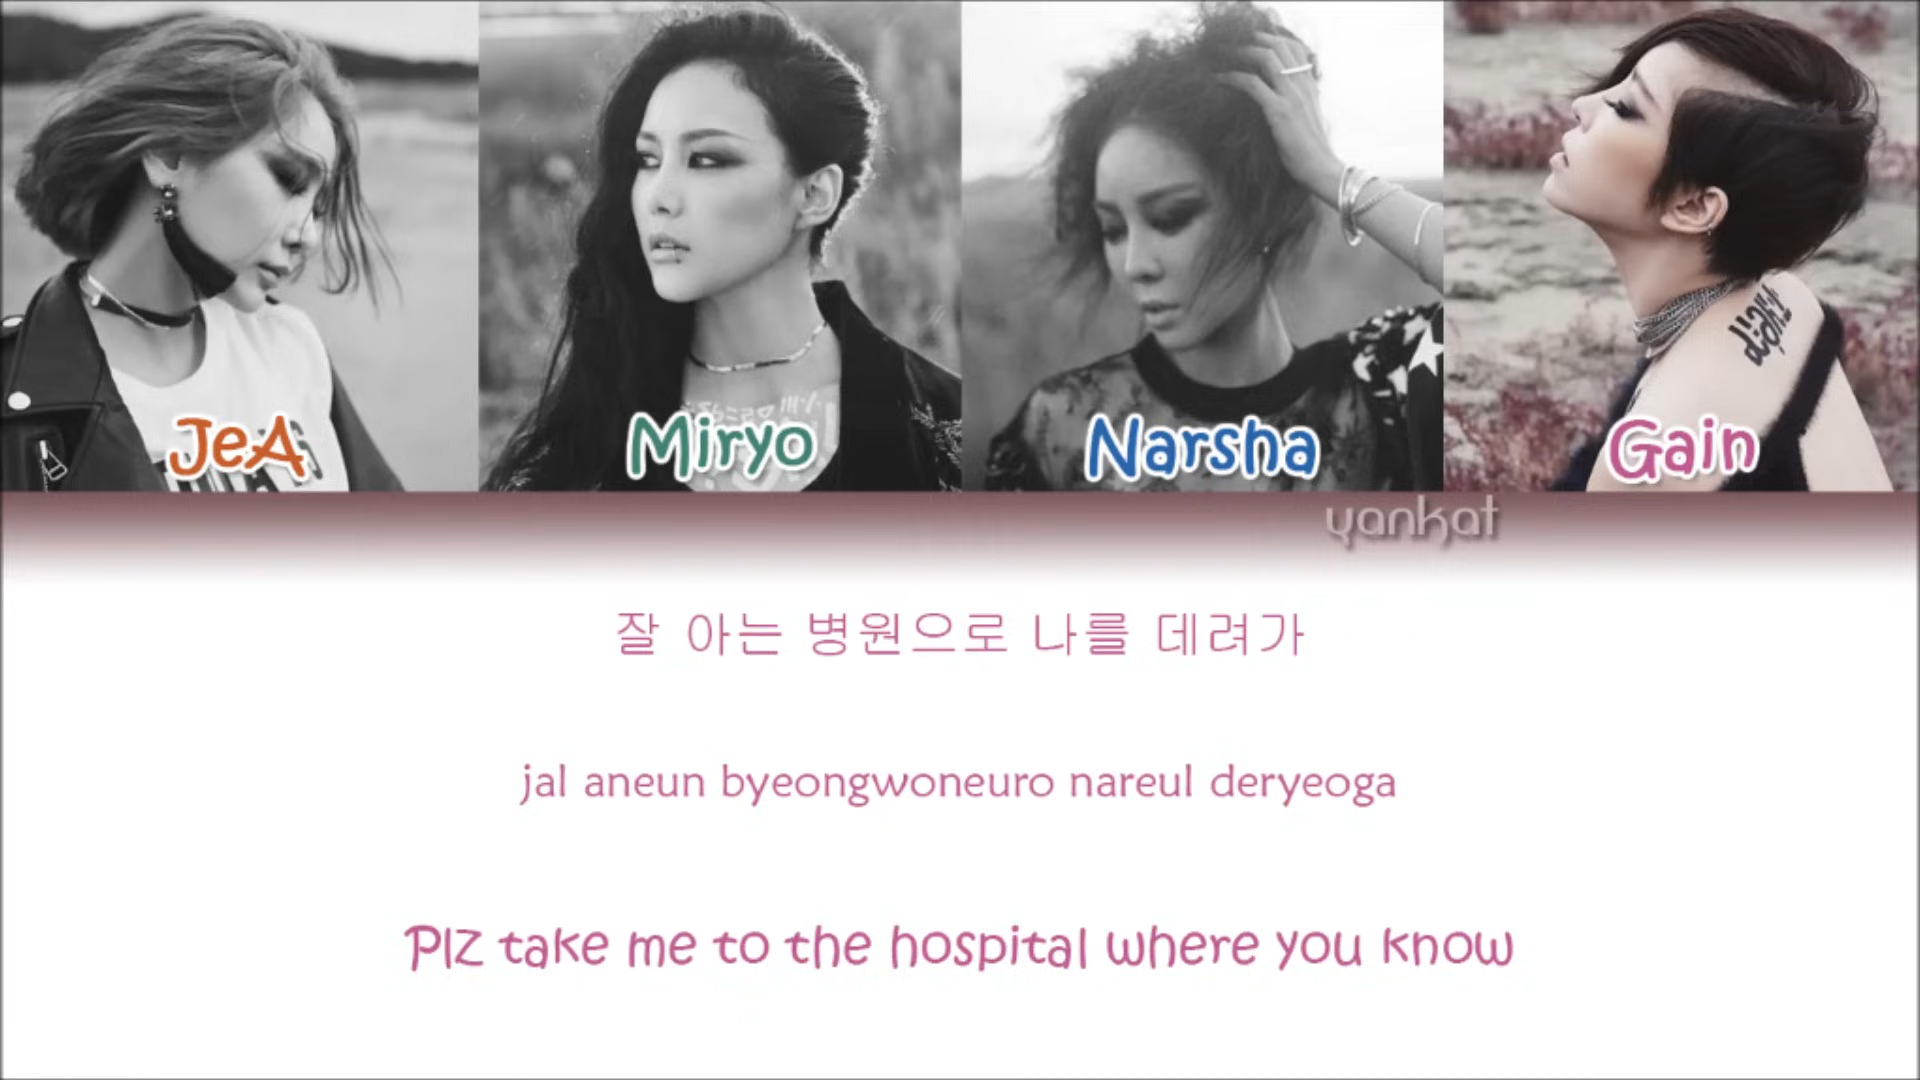 JeA
Miryo
Narsha
Gain
yankat
잘 아는 병원으로 나를 데려가
jal aneun byeongwoneuro nareul deryeoga
Plz take me to the hospital where you know